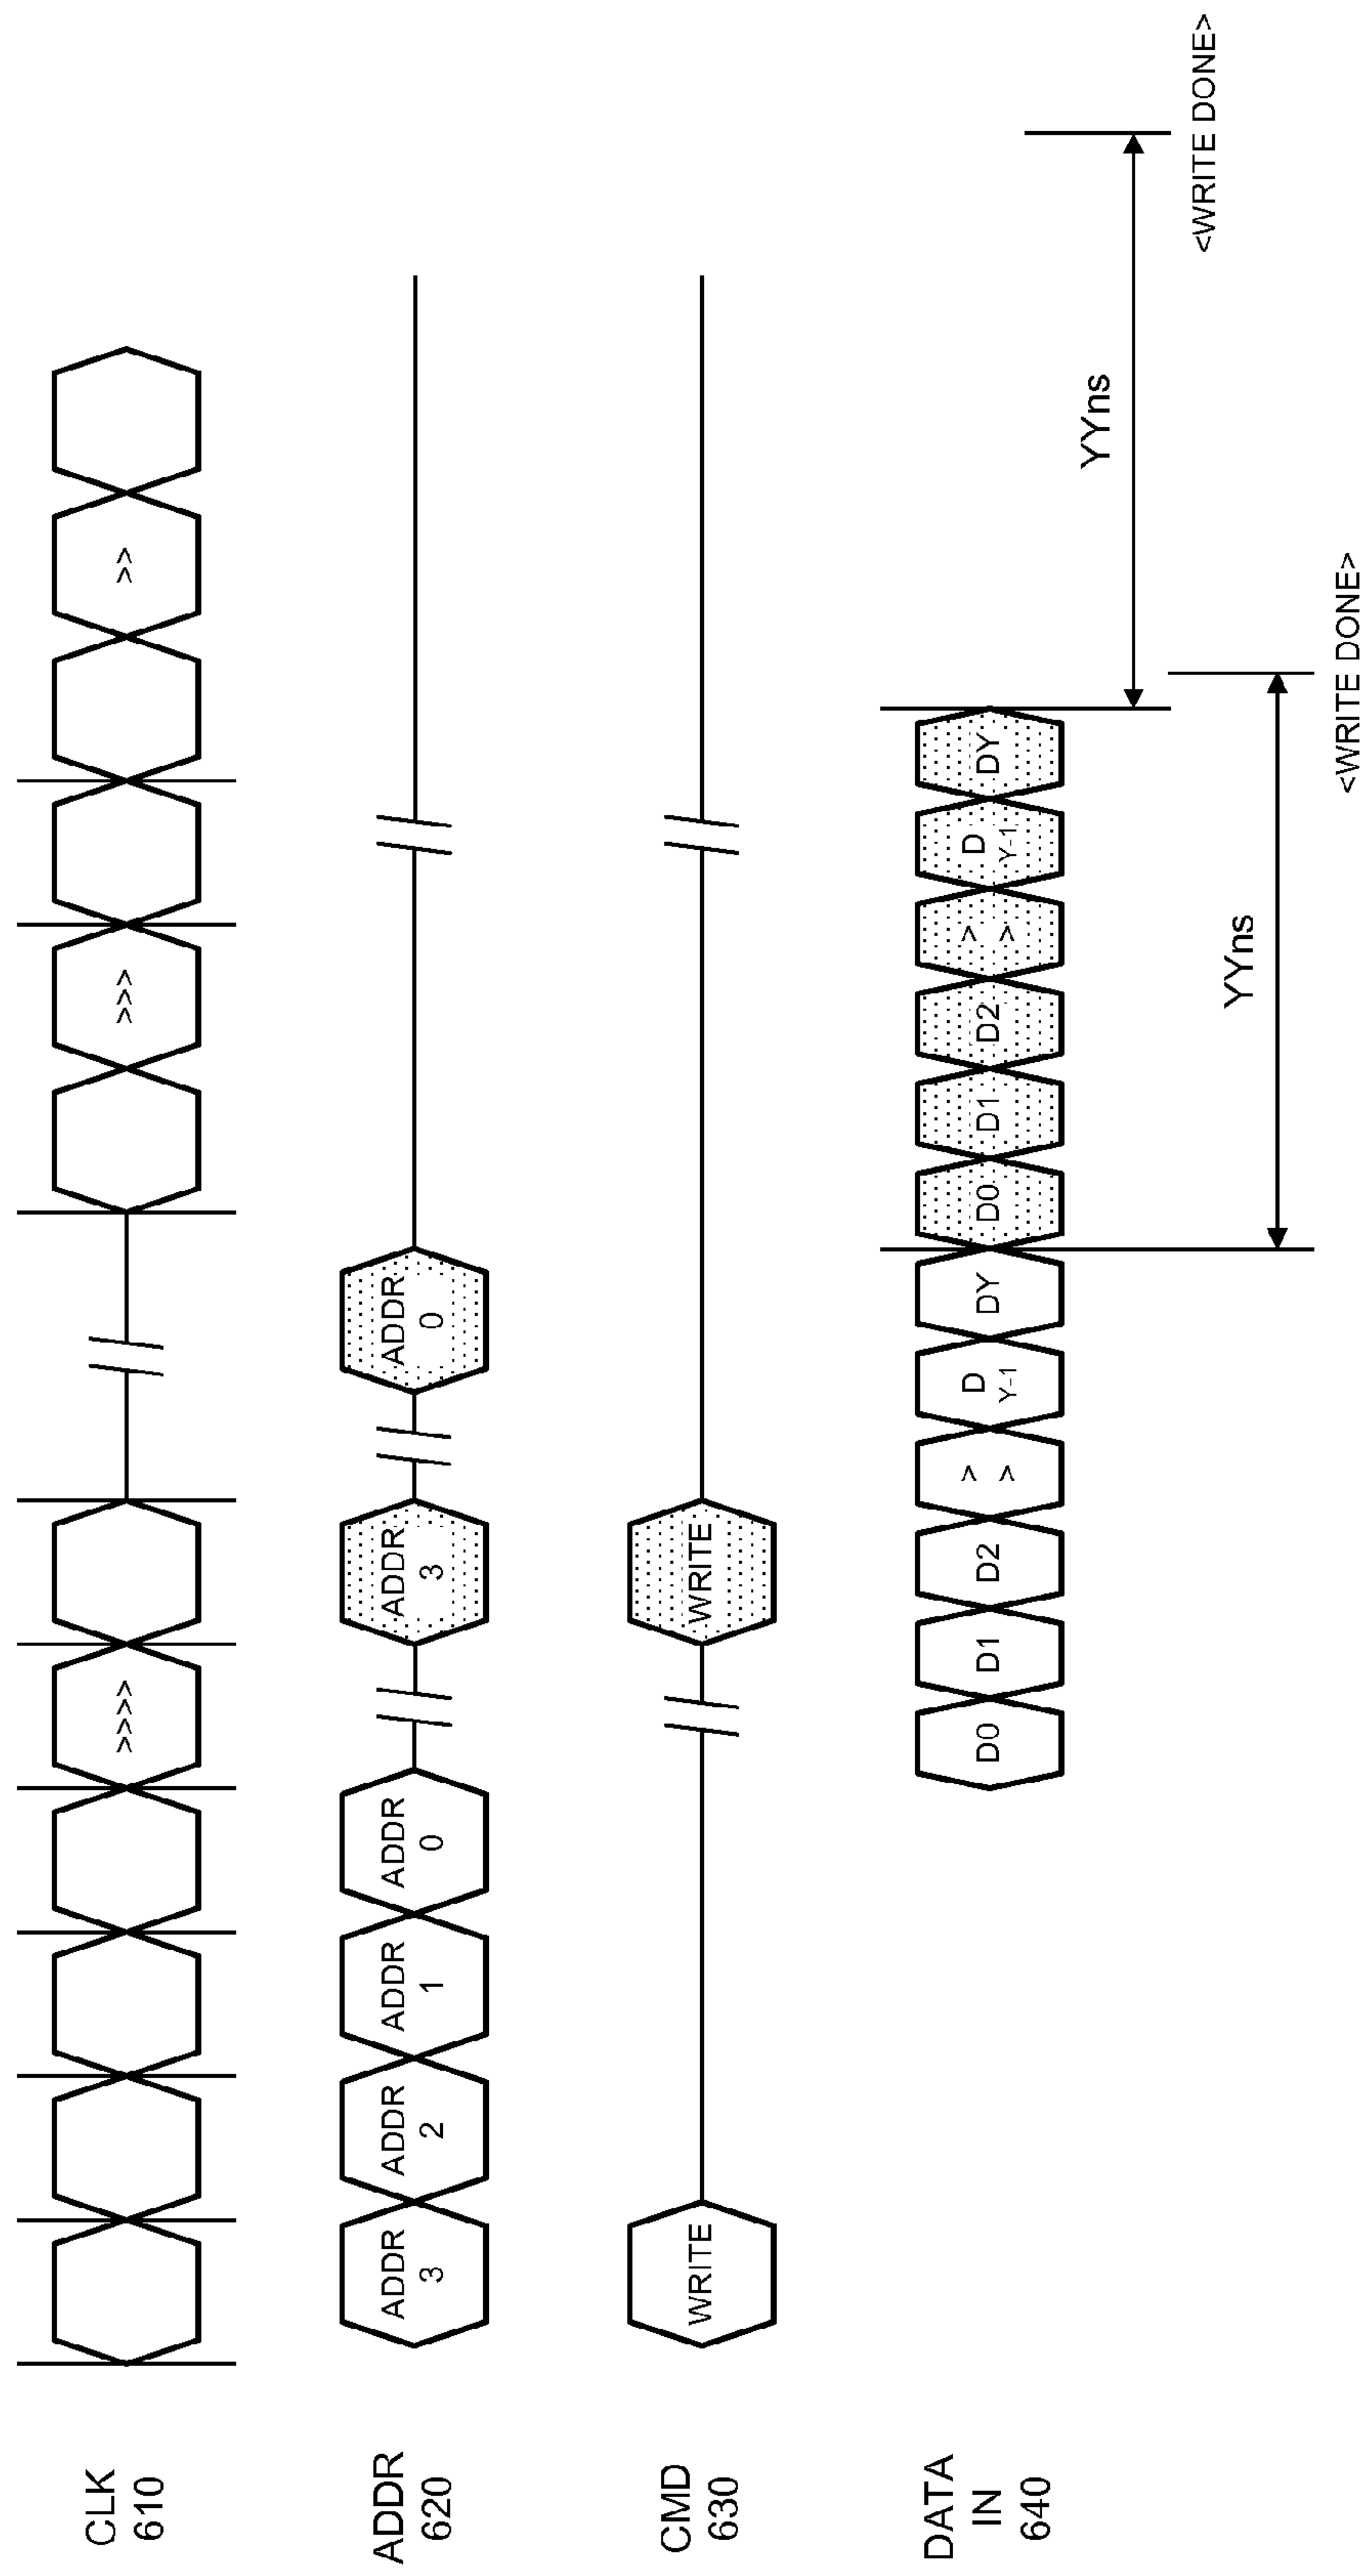 CLK
610
>>>>
>>>
>>
ADDR
620
ADDR
3
ADDR
2
ADDR
1
ADDR
0
ADDR
3
ADDR
0
CMD
630
WRITE
WRITE
DATA
IN
640
D0
D1
D2
>
>
D
Y-1
DY
D0
D1
D2
>
>
D
Y-1
DY
YYns
<WRITE DONE>
YYns
<WRITE DONE>